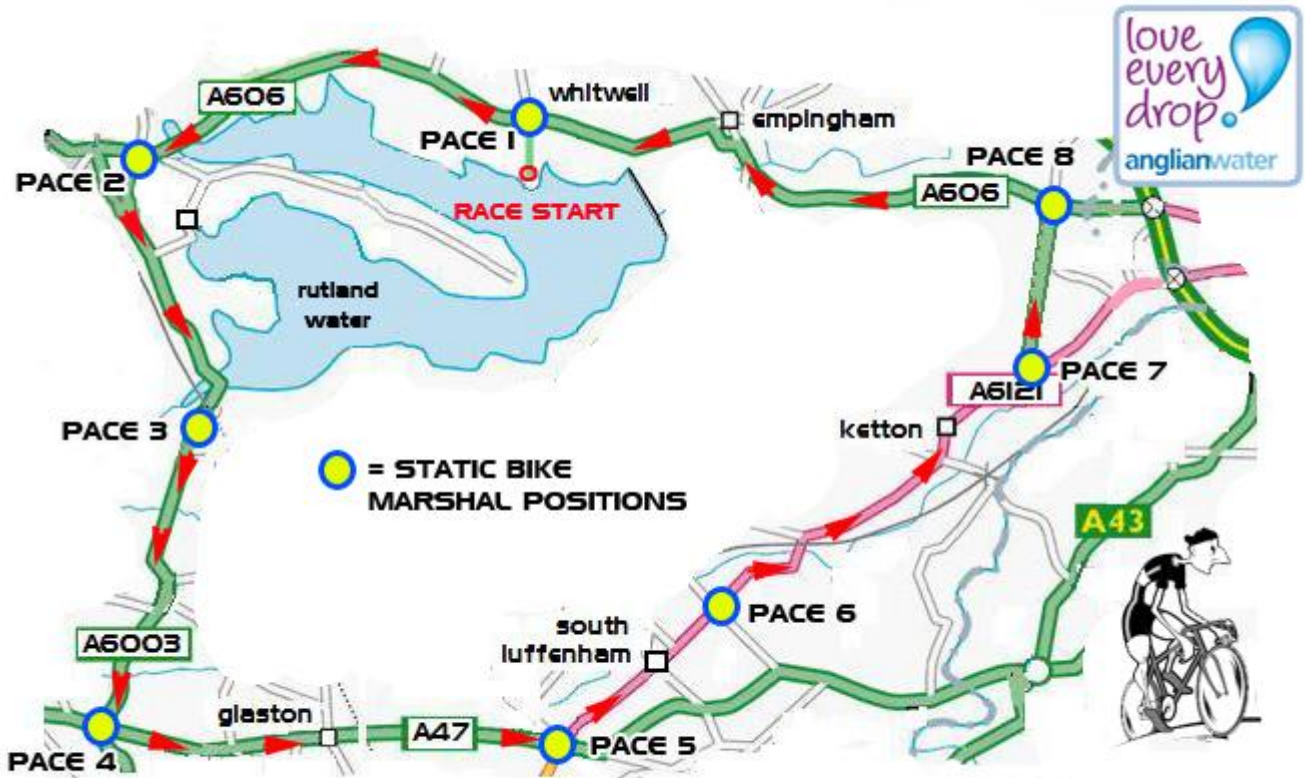 love
every
drop.
anglianwater
A606
whitwell
PACE 1
empingham
PACE 8
PACE 2
A606
RACE START
rutland
water
PACE 7
A6121
PACE 3
ketton
= STATIC BIKE
MARSHAL POSITIONS
A43
PACE 6
south
luffenham
A6003
glaston
A47
PACE 5
PACE 4